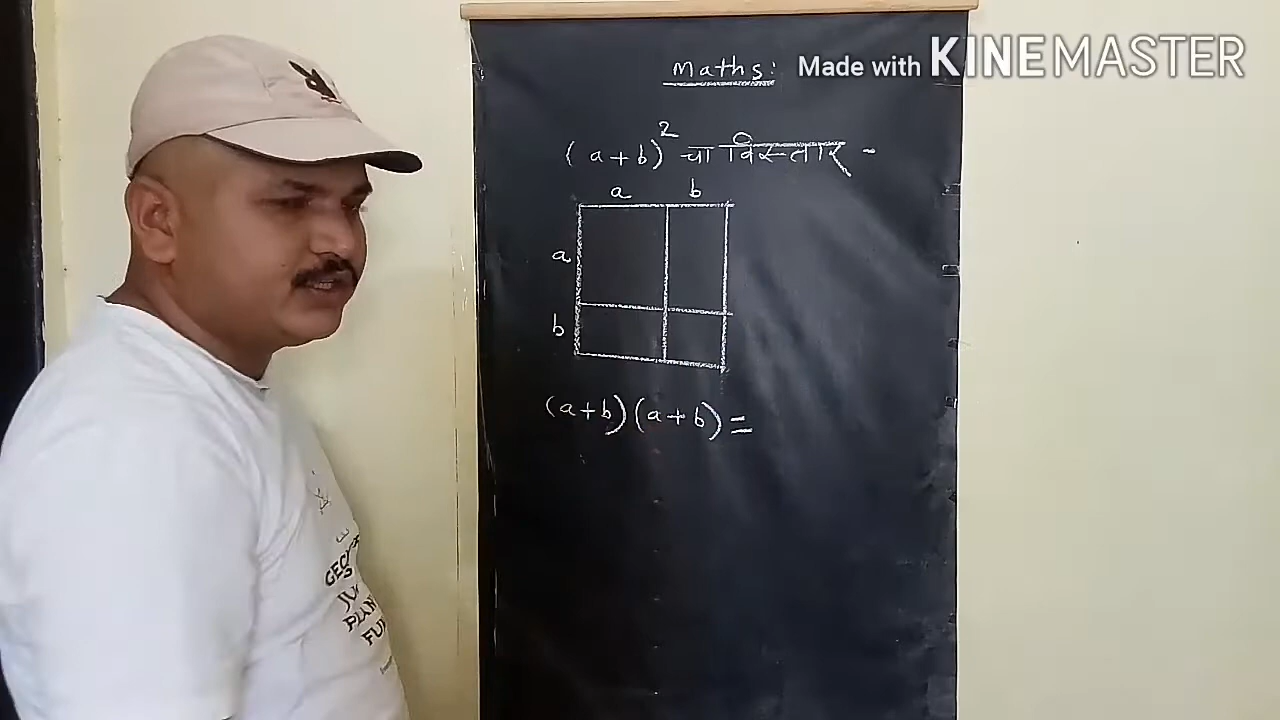 Made with KINEMASTER
Maths:
(a+b)² चा विस्तार -
a b
a
b
(a+b)(a+b)=